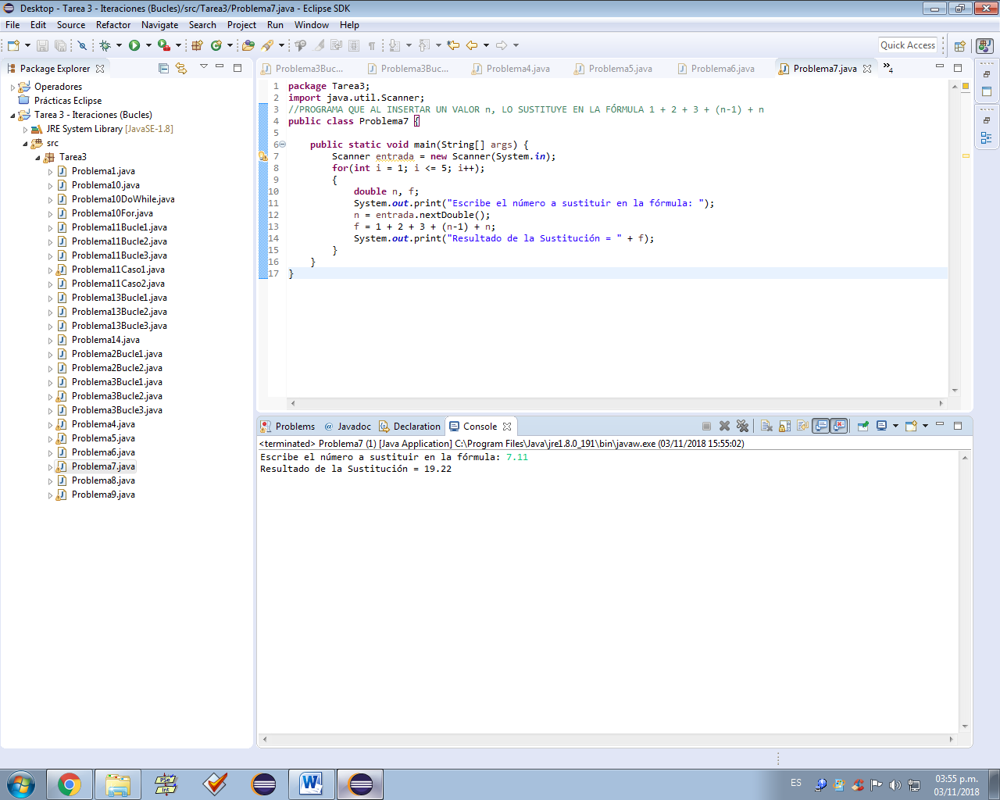 Desktop - Tarea 3 - Iteraciones (Bucles)/src/Tarea3/Problema7.java - Eclipse SDK
File Edit Source Refactor Navigate Search Project Run Window Help
Quick Access
Package Explorer
Operadores
Prácticas Eclipse
Tarea 3 - Iteraciones (Bucles)
JRE System Library [JavaSE-1.8]
src
Tarea3
Problema1.java
Problema10.java
Problema10DoWhile.java
Problema10For.java
Problema11Bucle1.java
Problema11Bucle2.java
Problema11Bucle3.java
Problema11Caso1.java
Problema11Caso2.java
Problema13Bucle1.java
Problema13Bucle2.java
Problema13Bucle3.java
Problema14.java
Problema2Bucle1.java
Problema2Bucle2.java
Problema3Bucle1.java
Problema3Bucle2.java
Problema3Bucle3.java
Problema4.java
Problema5.java
Problema6.java
Problema7.java
Problema8.java
Problema9.java
Problema3Buc... Problema3Buc... Problema4.java Problema5.java Problema6.java Problema7.java »4
1 package Tarea3;
2 import java.util.Scanner;
3 //PROGRAMA QUE AL INSERTAR UN VALOR n, LO SUSTITUYE EN LA FÓRMULA 1 + 2 + 3 + (n-1) + n
4 public class Problema7 {
5
6 public static void main(String[] args) {
7 Scanner entrada = new Scanner(System.in);
8 for(int i = 1; i <= 5; i++);
9 {
10 double n, f;
11 System.out.print("Escribe el número a sustituir en la fórmula: ");
12 n = entrada.nextDouble();
13 f = 1 + 2 + 3 + (n-1) + n;
14 System.out.print("Resultado de la Sustitución = " + f);
15 }
16 }
17 }
Problems @ Javadoc Declaration Console
<terminated> Problema7 (1) [Java Application] C:\Program Files\Java\jre1.8.0_191\bin\javaw.exe (03/11/2018 15:55:02)
Escribe el número a sustituir en la fórmula: 7.11
Resultado de la Sustitución = 19.22
PSe
Int
W
ES
03:55 p.m.
03/11/2018